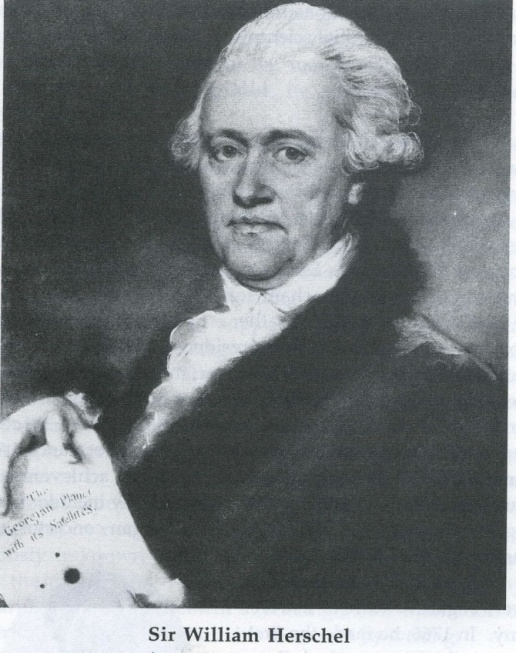 The
Georgian Planet
with its Satellites.
Sir William Herschel